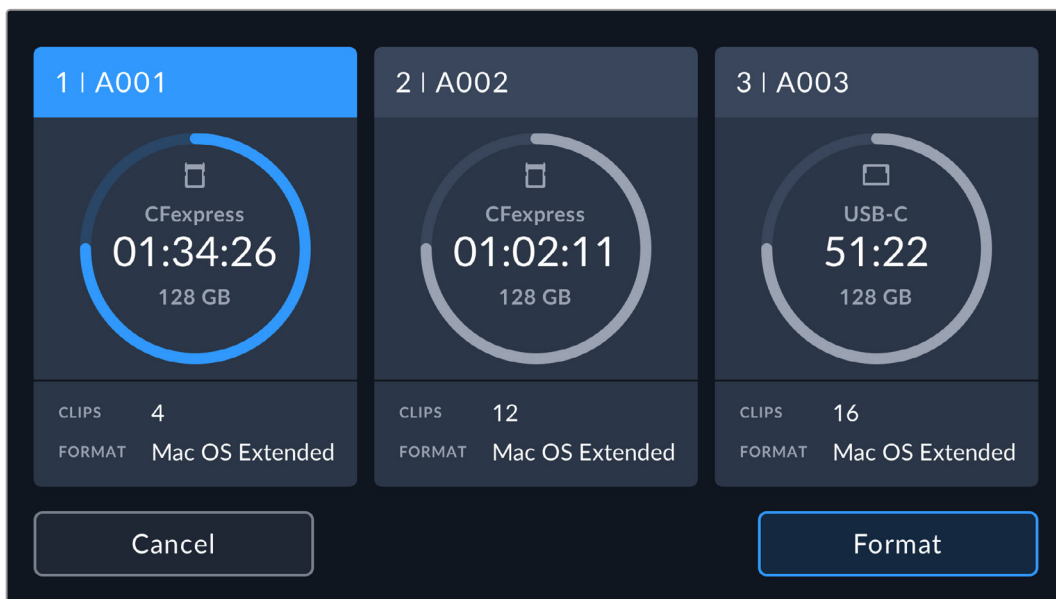 1 | A001
CFexpress
01:34:26
128 GB
CLIPS 4
FORMAT Mac OS Extended
2 | A002
CFexpress
01:02:11
128 GB
CLIPS 12
FORMAT Mac OS Extended
3 | A003
USB-C
51:22
128 GB
CLIPS 16
FORMAT Mac OS Extended
Cancel
Format